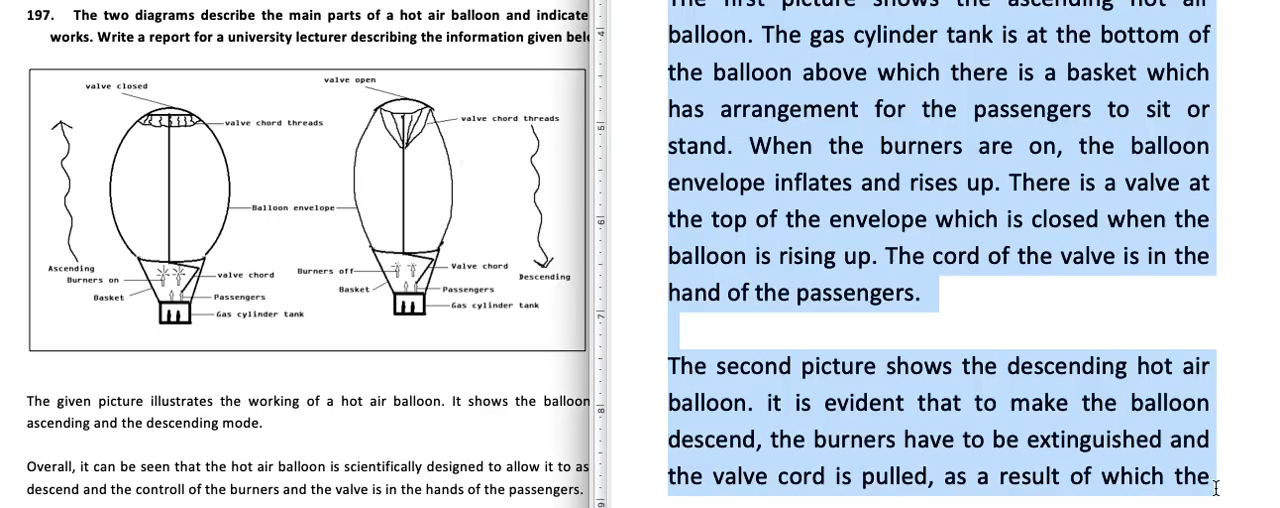 197. The two diagrams describe the main parts of a hot air balloon and indicate
works. Write a report for a university lecturer describing the information given
valve closed
valve open
valve chord threads
valve chord threads
Balloon envelope
Ascending
Burners on
Basket
valve chord
Passengers
Gas cylinder tank
Burners off
Basket
Valve chord
Descending
Passengers
Gas cylinder tank
The given picture illustrates the working of a hot air balloon. It shows the balloon
ascending and the descending mode.
Overall, it can be seen that the hot air balloon is scientifically designed to allow it to as
descend and the controll of the burners and the valve is in the hands of the passengers.
The first picture shows the ascending hot air
balloon. The gas cylinder tank is at the bottom of
the balloon above which there is a basket which
has arrangement for the passengers to sit or
stand. When the burners are on, the balloon
envelope inflates and rises up. There is a valve at
the top of the envelope which is closed when the
balloon is rising up. The cord of the valve is in the
hand of the passengers.
The second picture shows the descending hot air
balloon. it is evident that to make the balloon
descend, the burners have to be extinguished and
the valve cord is pulled, as a result of which the